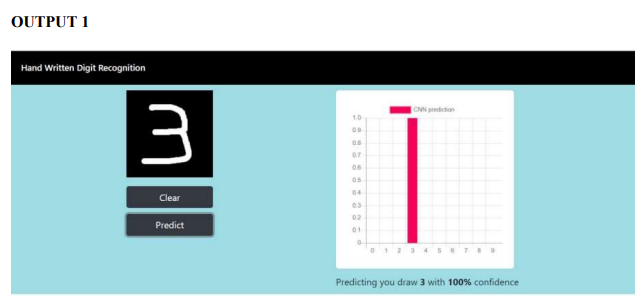 OUTPUT 1
Hand Written Digit Recognition
3
Clear
Predict
CNN prediction
1.0
0.9
0.8
0.7
0.6
0.5
0.4
0.3
0.2
0.1
0
0 1 2 3 4 5 6 7 8 9
Predicting you draw 3 with 100% confidence